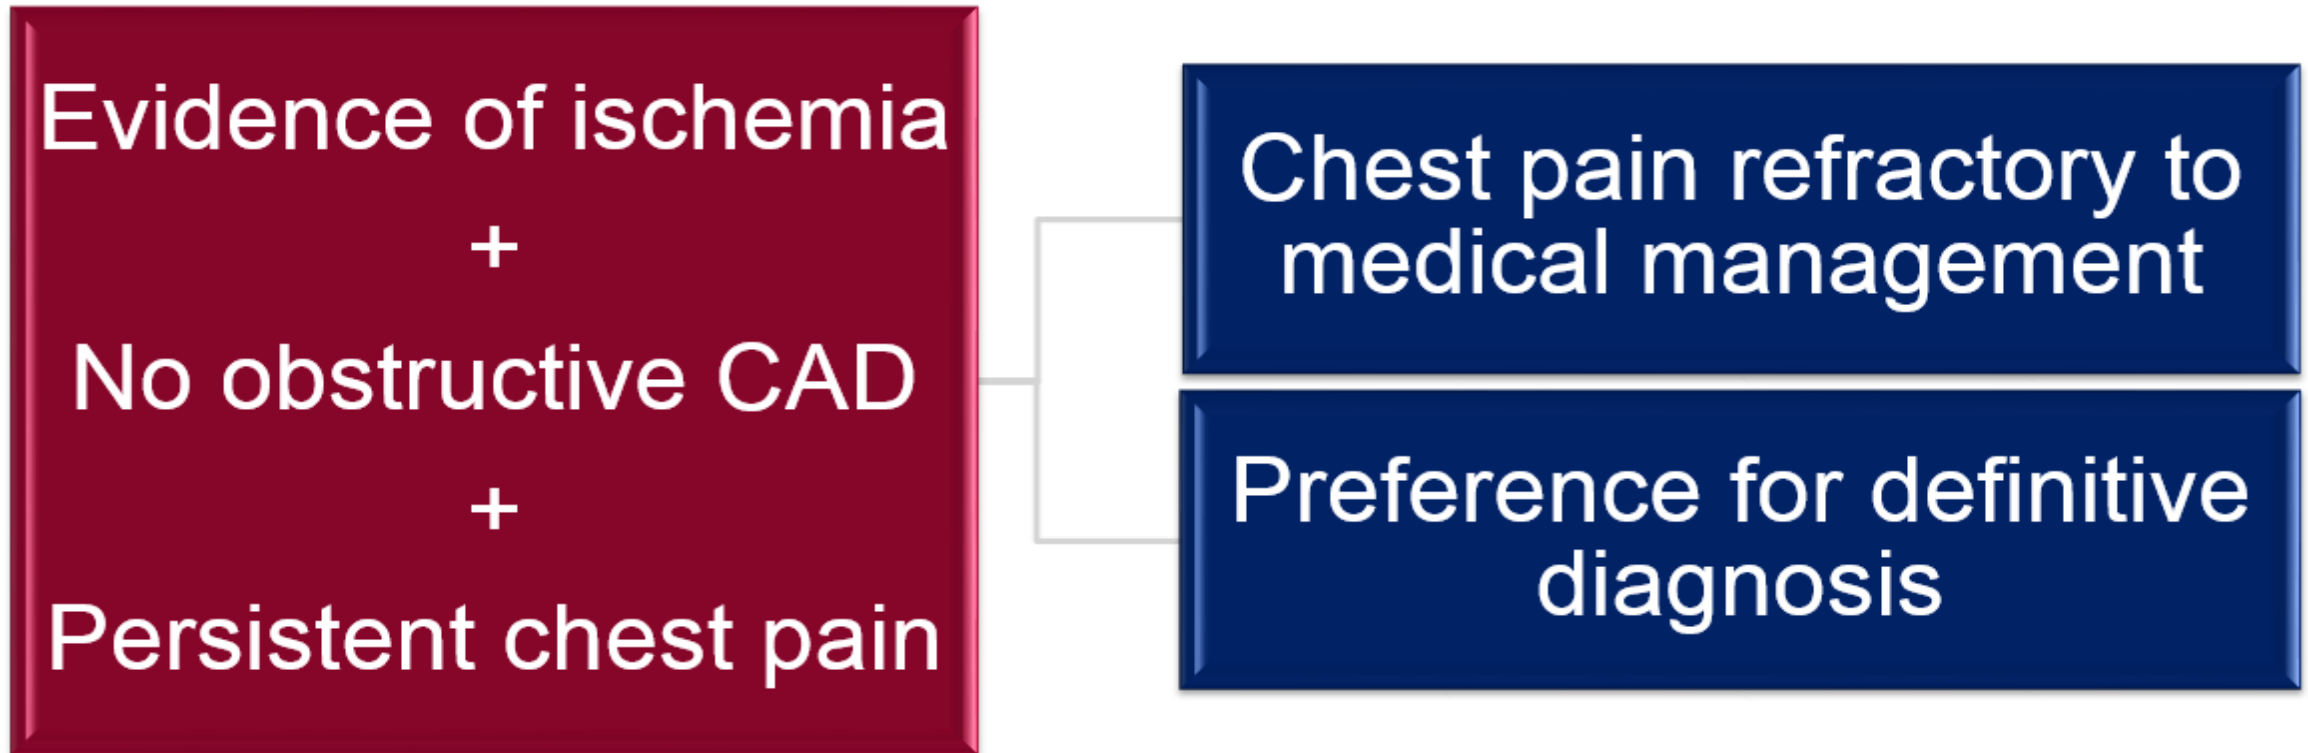 Evidence of ischemia
+
No obstructive CAD
+
Persistent chest pain
Chest pain refractory to
medical management
Preference for definitive
diagnosis